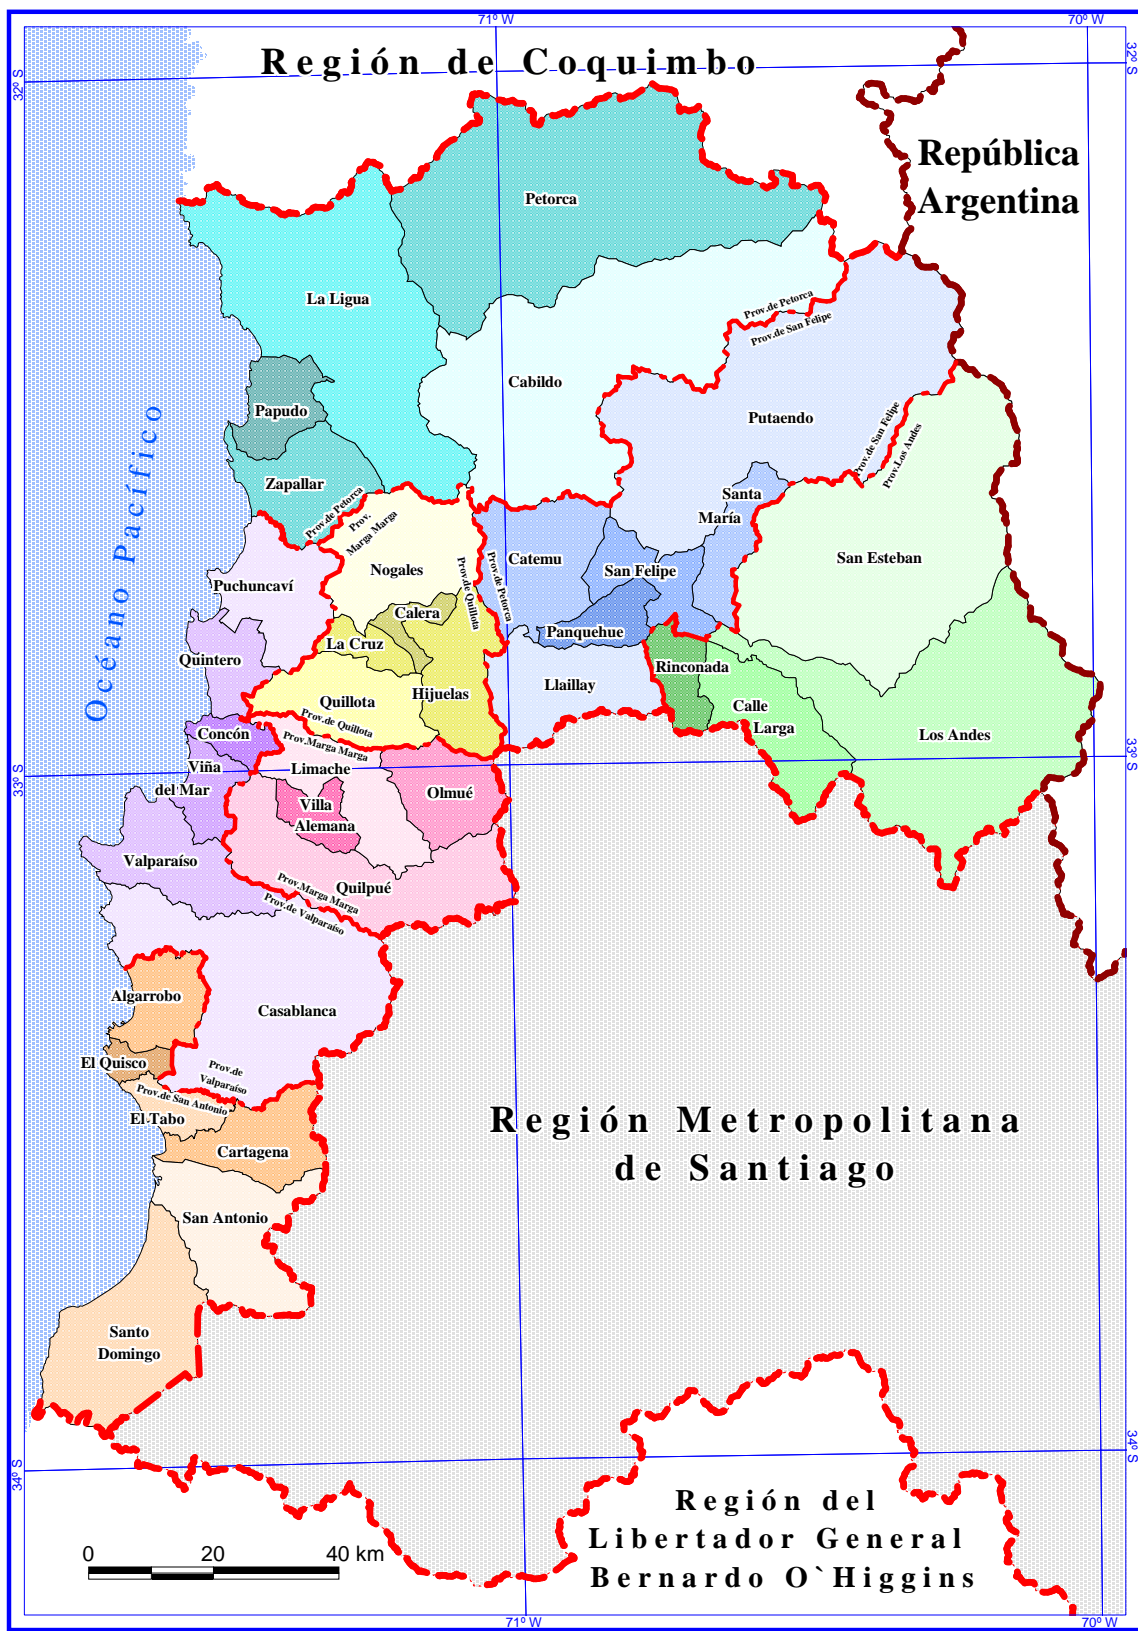 71° W
70° W
32° S
32° S
Región de Coquimbo
República
Argentina
Petorca
La Ligua
Prov.de Petorca
Prov.de San Felipe
Cabildo
Papudo
Putaendo
Prov.de San Felipe
Prov.Los Andes
Océano Pacífico
Zapallar
Santa
María
Prov.de Petorca
Prov.
Marga Marga
Catemu
San Esteban
Nogales
San Felipe
Puchuncaví
Prov.de Quillota
Prov.de Petorca
Calera
Panquehue
La Cruz
Quintero
Rinconada
Llaillay
Hijuelas
Quillota
Calle
Larga
Prov.de Quillota
Concón
Los Andes
Prov.Marga Marga
Viña
del Mar
Limache
33° S
33° S
Olmué
Villa
Alemana
Valparaíso
Quilpué
Prov.Marga Marga
Prov.de Valparaíso
Algarrobo
Casablanca
El Quisco
Prov.de
Valparaíso
Prov.de San Antonio
El Tabo
Región Metropolitana
de Santiago
Cartagena
San Antonio
Santo
Domingo
34° S
34° S
Región del
Libertador General
Bernardo O`Higgins
0 20 40 km
71° W
70° W